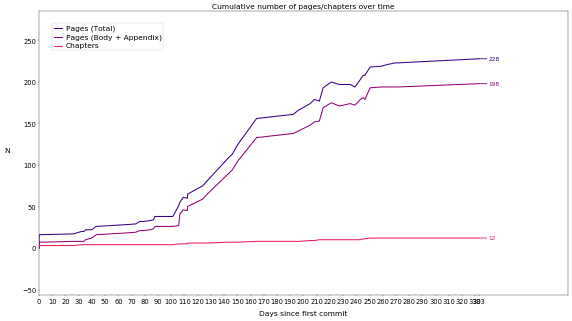 Cumulative number of pages/chapters over time
Pages (Total)
Pages (Body + Appendix)
Chapters
250
200
150
100
50
0
−50
N
228
198
12
0 10 20 30 40 50 60 70 80 90 100 110 120 130 140 150 160 170 180 190 200 210 220 230 240 250 260 270 280 290 300 310 320
Days since first commit